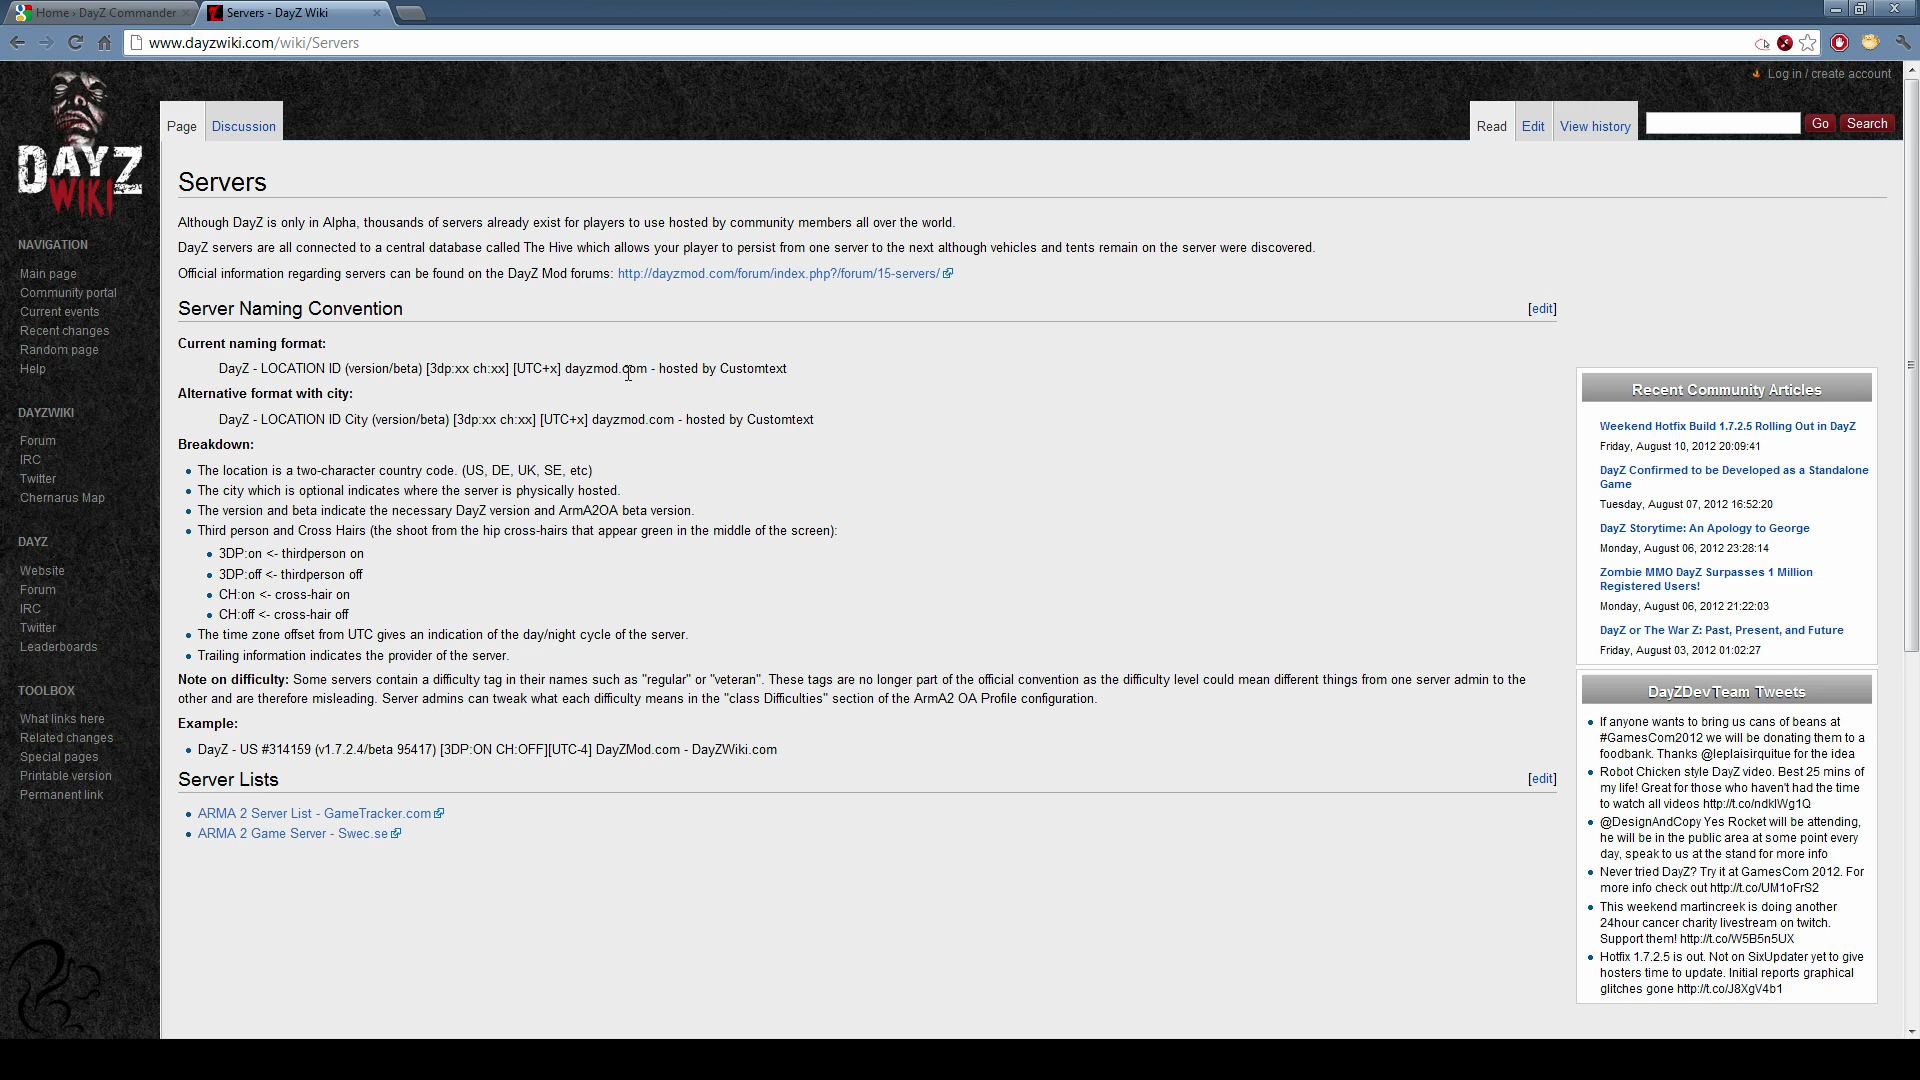 Home › DayZ Commander
Servers - DayZ Wiki
www.dayzwiki.com/wiki/Servers
Log in / create account
Page
Discussion
Read
Edit
View history
Go
Search
DAYZ
WIKI
NAVIGATION
Main page
Community portal
Current events
Recent changes
Random page
Help
DAYZWIKI
Forum
IRC
Twitter
Chernarus Map
DAYZ
Website
Forum
IRC
Twitter
Leaderboards
TOOLBOX
What links here
Related changes
Special pages
Printable version
Permanent link
Servers
Although DayZ is only in Alpha, thousands of servers already exist for players to use hosted by community members all over the world.
DayZ servers are all connected to a central database called The Hive which allows your player to persist from one server to the next although vehicles and tents remain on the server were discovered.
Official information regarding servers can be found on the DayZ Mod forums: http://dayzmod.com/forum/index.php?/forum/15-servers/
Server Naming Convention
[edit]
Current naming format:
DayZ - LOCATION ID (version/beta) [3dp:xx ch:xx] [UTC+x] dayzmod.com - hosted by Customtext
Alternative format with city:
DayZ - LOCATION ID City (version/beta) [3dp:xx ch:xx] [UTC+x] dayzmod.com - hosted by Customtext
Breakdown:
The location is a two-character country code. (US, DE, UK, SE, etc)
The city which is optional indicates where the server is physically hosted.
The version and beta indicate the necessary DayZ version and ArmA2OA beta version.
Third person and Cross Hairs (the shoot from the hip cross-hairs that appear green in the middle of the screen):
3DP:on <- thirdperson on
3DP:off <- thirdperson off
CH:on <- cross-hair on
CH:off <- cross-hair off
The time zone offset from UTC gives an indication of the day/night cycle of the server.
Trailing information indicates the provider of the server.
Note on difficulty: Some servers contain a difficulty tag in their names such as "regular" or "veteran". These tags are no longer part of the official convention as the difficulty level could mean different things from one server admin to the
other and are therefore misleading. Server admins can tweak what each difficulty means in the "class Difficulties" section of the ArmA2 OA Profile configuration.
Example:
DayZ - US #314159 (v1.7.2.4/beta 95417) [3DP:ON CH:OFF][UTC-4] DayZMod.com - DayZWiki.com
Server Lists
[edit]
ARMA 2 Server List - GameTracker.com
ARMA 2 Game Server - Swec.se
Recent Community Articles
Weekend Hotfix Build 1.7.2.5 Rolling Out in DayZ
Friday, August 10, 2012 20:09:41
DayZ Confirmed to be Developed as a Standalone
Game
Tuesday, August 07, 2012 16:52:20
DayZ Storytime: An Apology to George
Monday, August 06, 2012 23:28:14
Zombie MMO DayZ Surpasses 1 Million
Registered Users!
Monday, August 06, 2012 21:22:03
DayZ or The War Z: Past, Present, and Future
Friday, August 03, 2012 01:02:27
DayZDevTeam Tweets
If anyone wants to bring us cans of beans at
#GamesCom2012 we will be donating them to a
foodbank. Thanks @leplaisirquitue for the idea
Robot Chicken style DayZ video. Best 25 mins of
my life! Great for those who haven't had the time
to watch all videos http://t.co/ndklWg1Q
@DesignAndCopy Yes Rocket will be attending,
he will be in the public area at some point every
day, speak to us at the stand for more info
Never tried DayZ? Try it at GamesCom 2012. For
more info check out http://t.co/UM1oFrS2
This weekend martincreek is doing another
24hour cancer charity livestream on twitch.
Support them! http://t.co/W5B5n5UX
Hotfix 1.7.2.5 is out. Not on SixUpdater yet to give
hosters time to update. Initial reports graphical
glitches gone http://t.co/J8XgV4b1